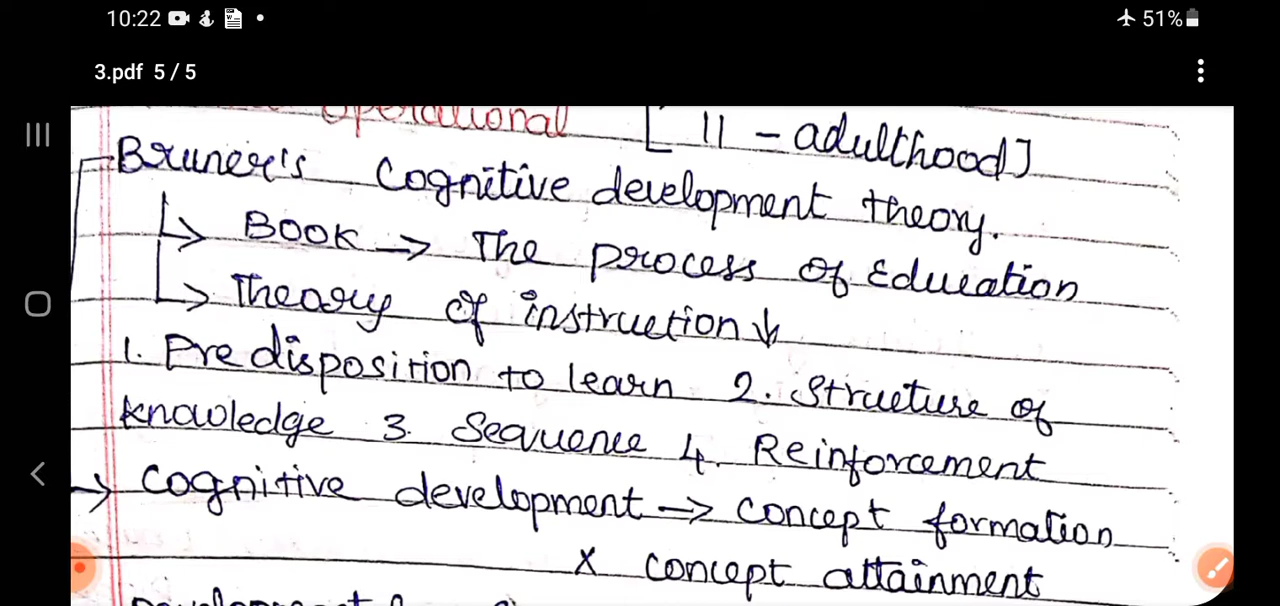 10:22
51%
3.pdf 5/5
Operational [ 11 - adulthood]
Bruner's Cognitive development theory.
↳ Book → The process of Education
↳ Theory of instruction ↓
1. Predisposition to learn 2. Structure of
knowledge 3. Sequence 4. Reinforcement
→ Cognitive development → concept formation
x concept attainment
Development